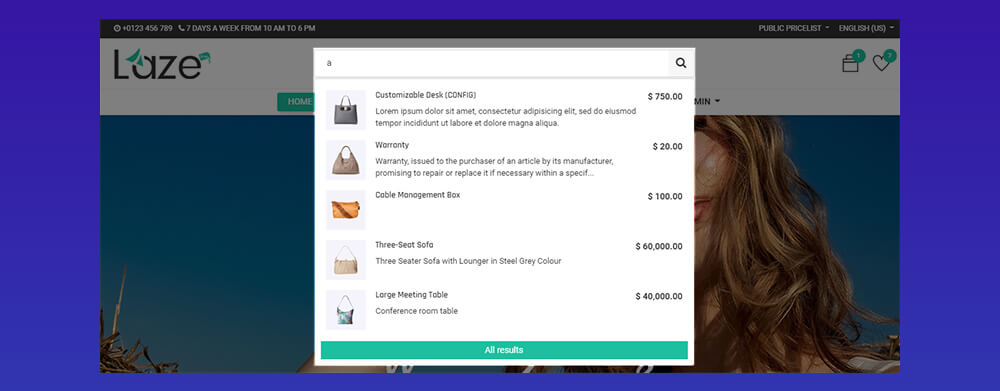 +0123 456 789 7 DAYS A WEEK FROM 10 AM TO 6 PM PUBLIC PRICELIST ENGLISH (US)
Laze
1 7
a
HOME
MIN
Customizable Desk (CONFIG) $ 750.00
Lorem ipsum dolor sit amet, consectetur adipisicing elit, sed do eiusmod
tempor incididunt ut labore et dolore magna aliqua.
Warranty $ 20.00
Warranty, issued to the purchaser of an article by its manufacturer,
promising to repair or replace it if necessary within a specif...
Cable Management Box $ 100.00
Three-Seat Sofa $ 60,000.00
Three Seater Sofa with Lounger in Steel Grey Colour
Large Meeting Table $ 40,000.00
Conference room table
All results